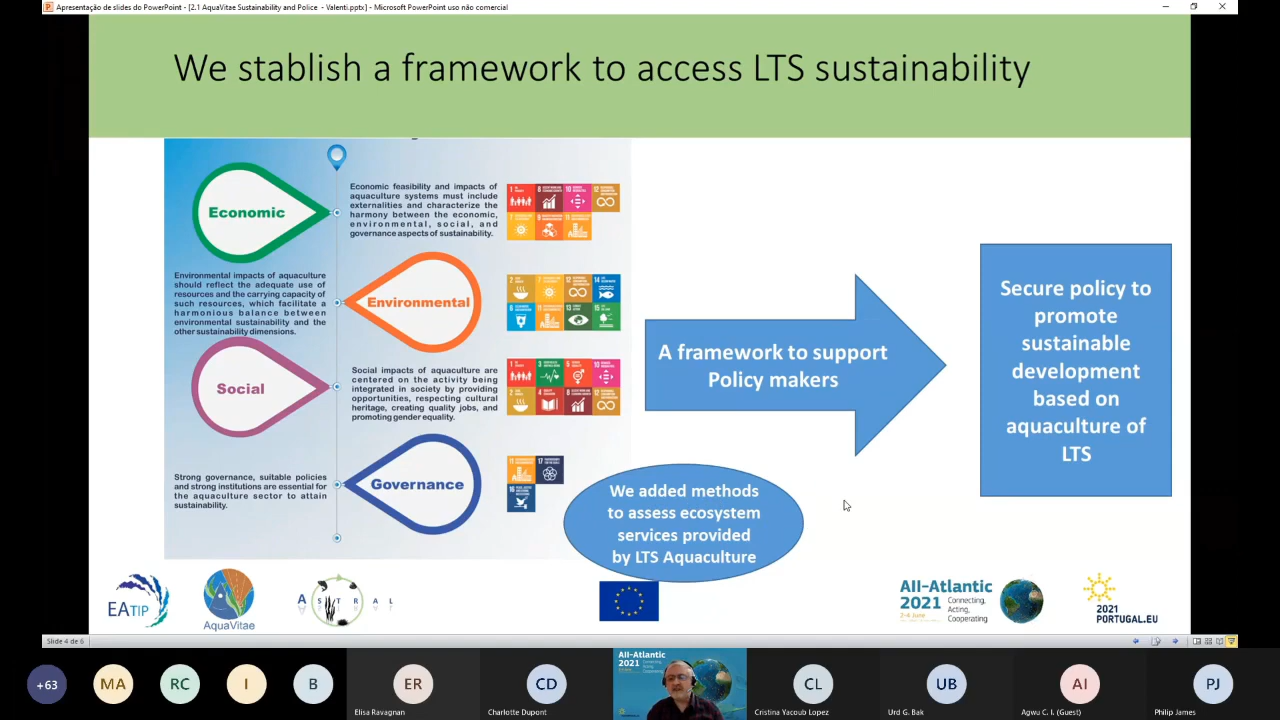 Apresentação de slides do PowerPoint - [2.1 AquaVitae Sustainability and Police - Valenti.pptx] - Microsoft PowerPoint uso não comercial
We stablish a framework to access LTS sustainability
Economic
Economic feasibility and impacts of
aquaculture systems must include
externalities and characterize the
harmony between the economic,
environmental, social, and
governance aspects of sustainability.
Environmental impacts of aquaculture
should reflect the adequate use of
resources and the carrying capacity of
such resources, which facilitate a
harmonious balance between
environmental sustainability and the
other sustainability dimensions.
Environmental
Social
Social impacts of aquaculture are
centered on the activity being
integrated in society by providing
opportunities, respecting cultural
heritage, creating quality jobs, and
promoting gender equality.
Strong governance, suitable policies
and strong institutions are essential for
the aquaculture sector to attain
sustainability.
Governance
A framework to support
Policy makers
We added methods
to assess ecosystem
services provided
by LTS Aquaculture
Secure policy to
promote
sustainable
development
based on
aquaculture of
LTS
EATIP
AquaVitae
ASTRAL
All-Atlantic
2021
2-4 June
Connecting,
Acting,
Cooperating
2021
PORTUGAL.EU
Slide 4 de 6
+63
MA
RC
I
B
ER
Elisa Ravagnan
CD
Charlotte Dupont
All-Atlantic
2021
CL
Cristina Yacoub Lopez
UB
Urd G. Bak
AI
Agwu C. I. (Guest)
PJ
Philip James